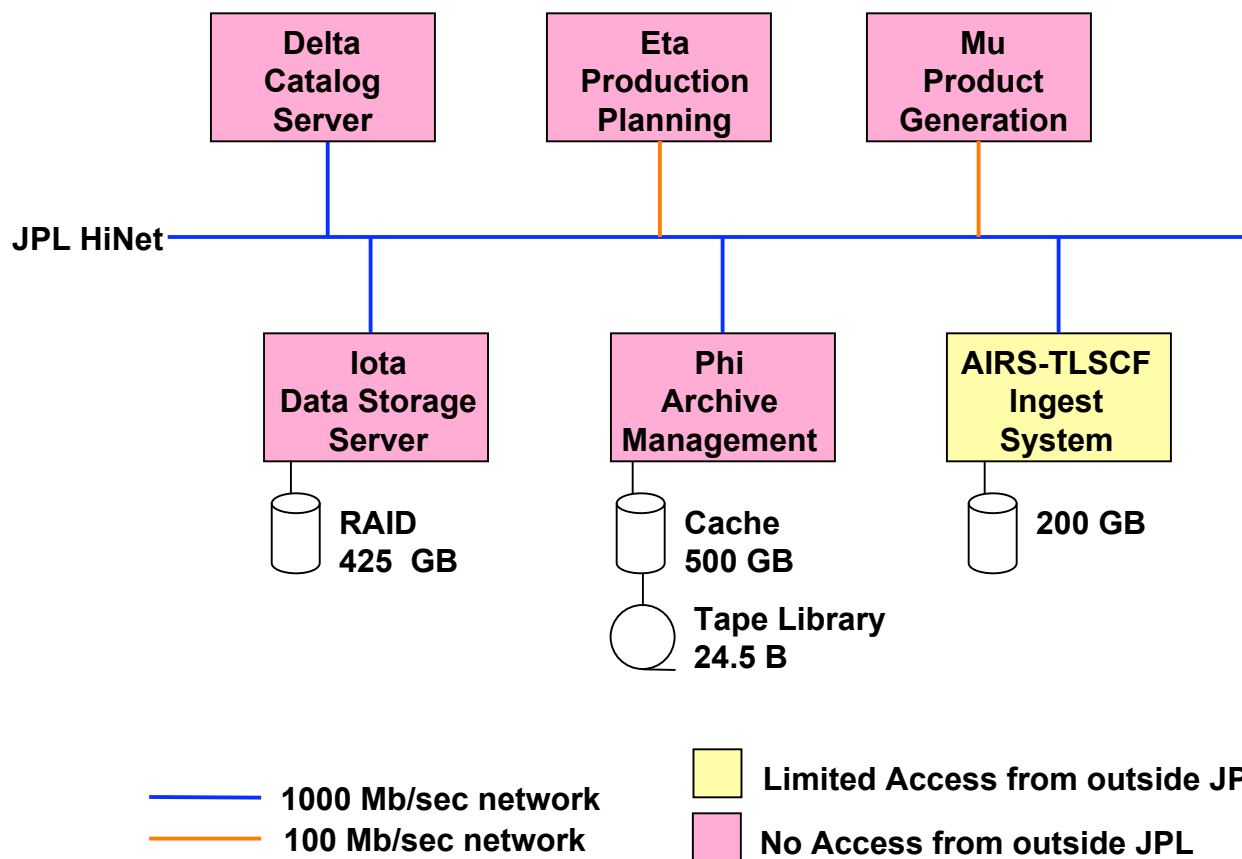 Delta
Catalog
Server
Eta
Production
Planning
Mu
Product
Generation
JPL HiNet
Iota
Data Storage
Server
Phi
Archive
Management
AIRS-TLSCF
Ingest
System
RAID
425 GB
Cache
500 GB
200 GB
Tape Library
24.5 B
1000 Mb/sec network
100 Mb/sec network
Limited Access from outside JP
No Access from outside JPL